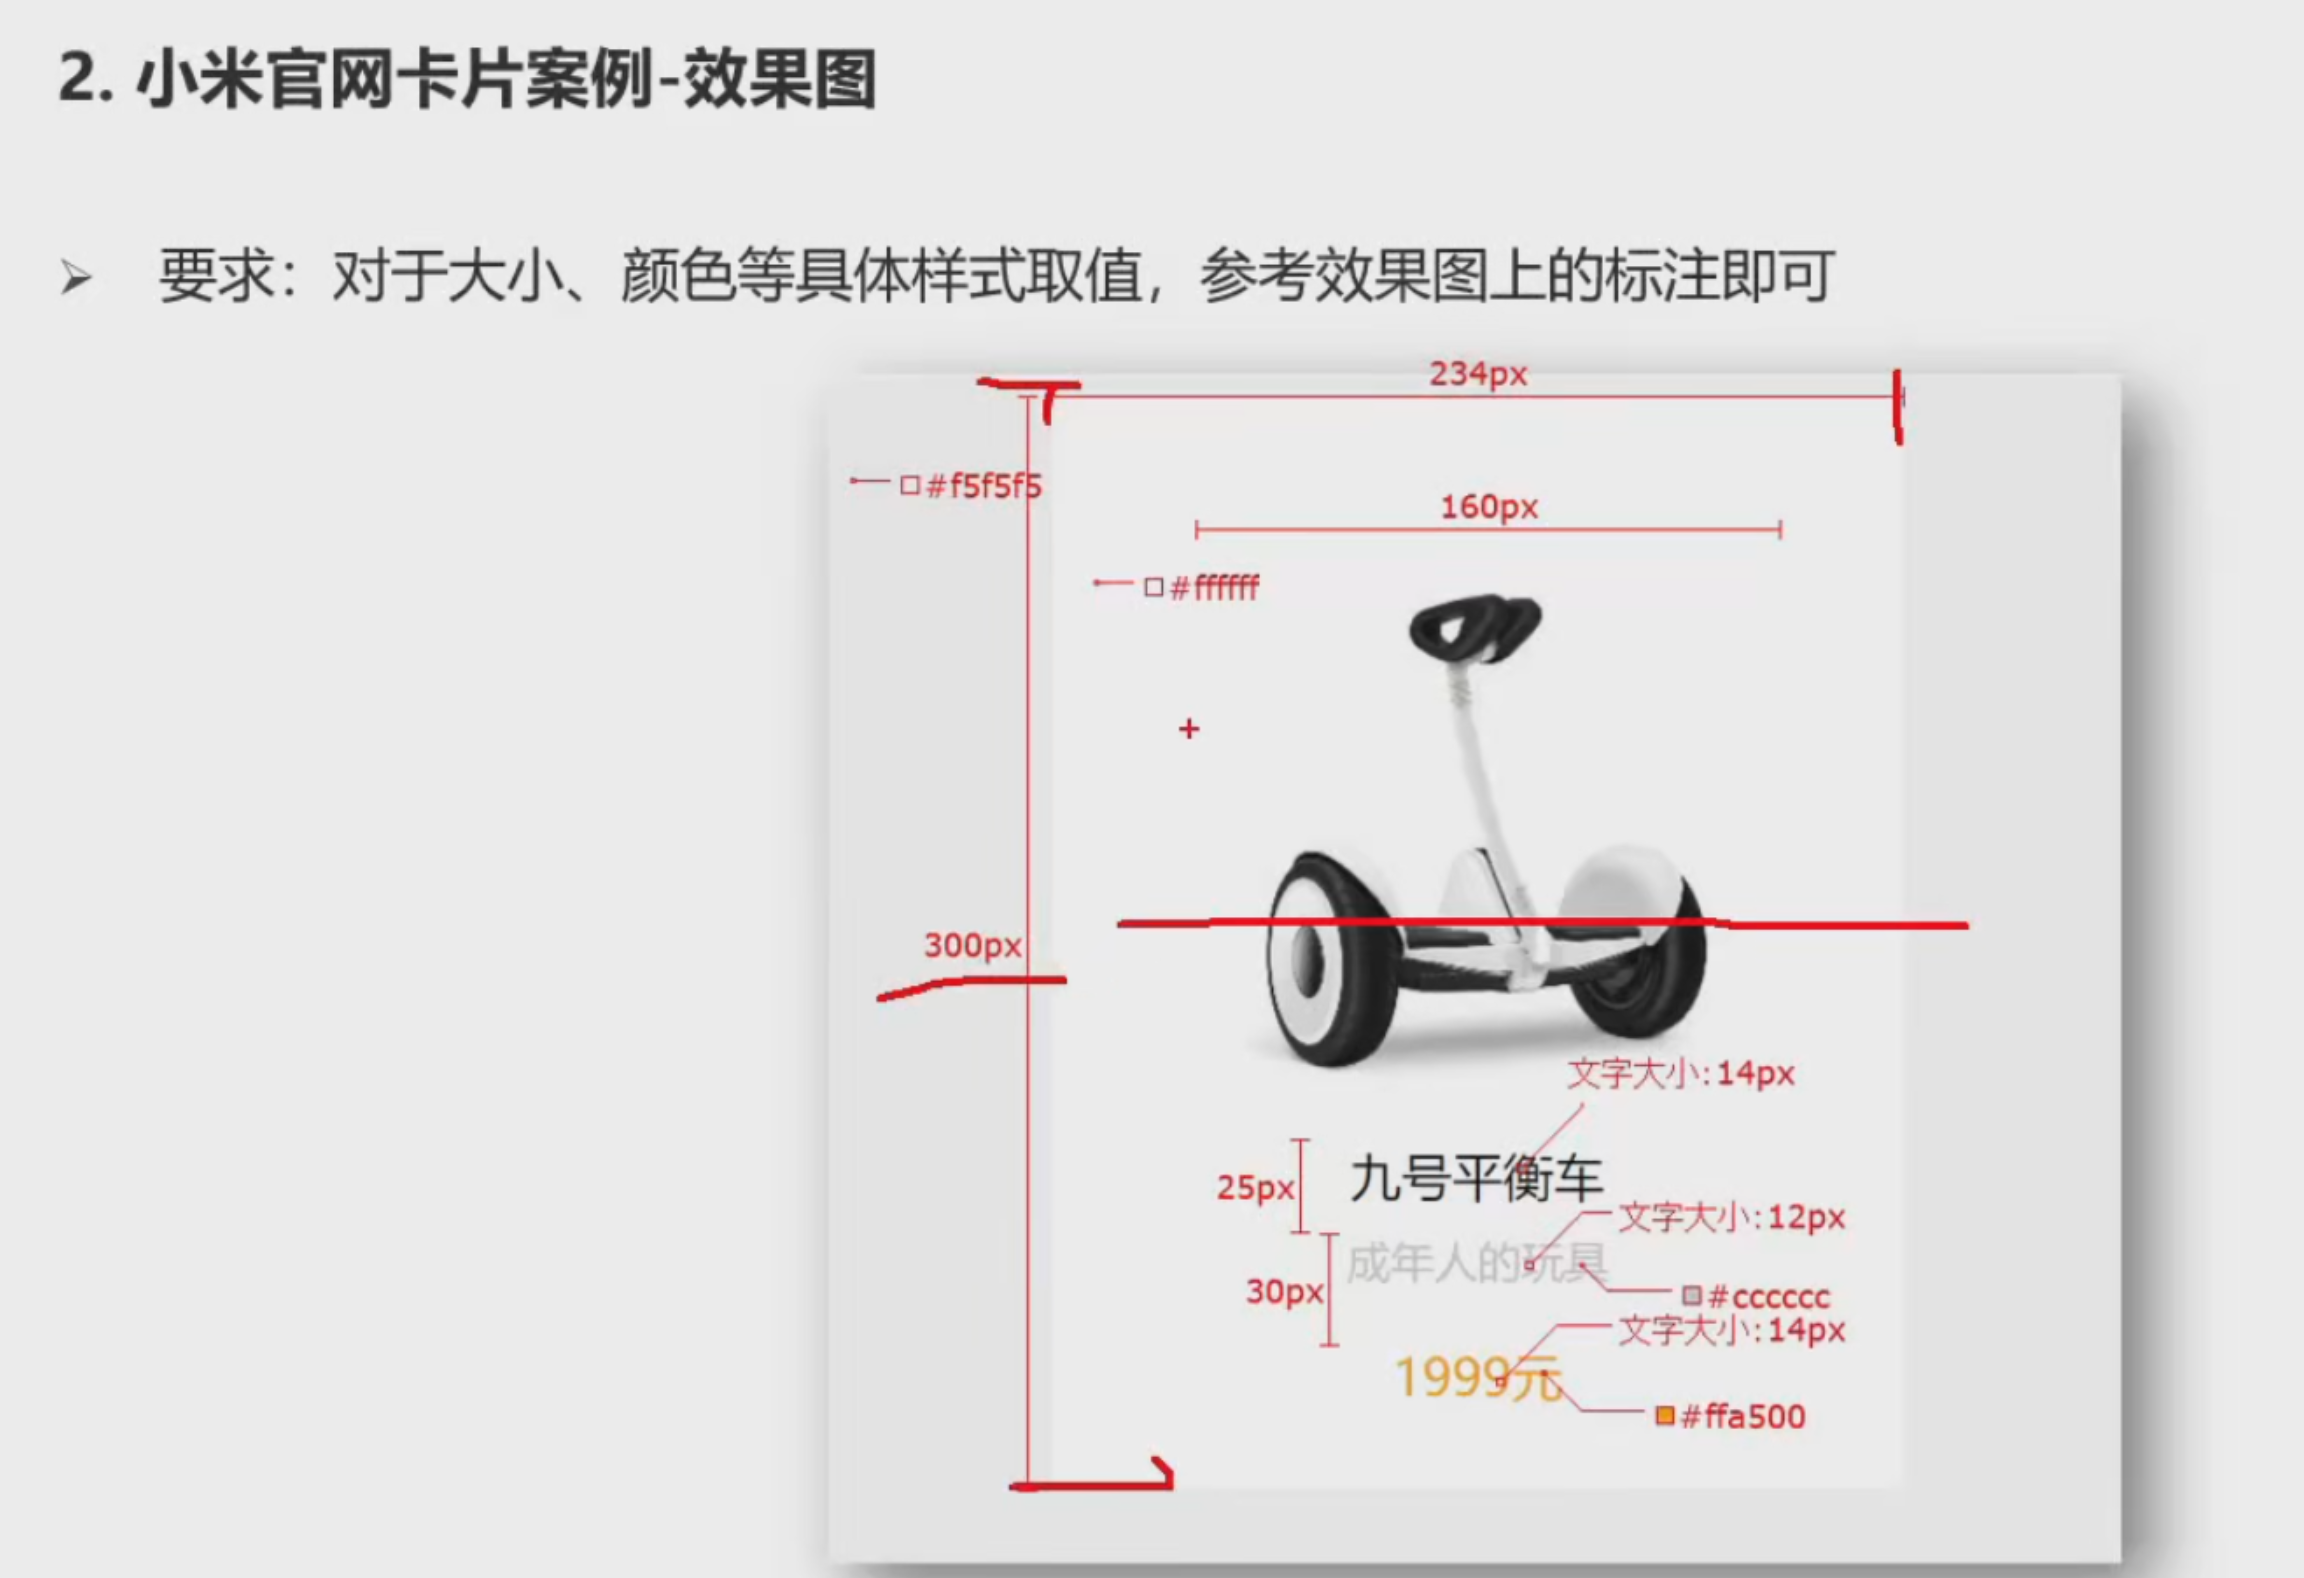 2. 小米官网卡片案例-效果图
➢ 要求：对于大小、颜色等具体样式取值，参考效果图上的标注即可
234px
#f5f5f5
160px
#ffffff
300px
文字大小:14px
25px
九号平衡车
文字大小:12px
成年人的玩具
30px
#cccccc
文字大小:14px
1999元
#ffa500